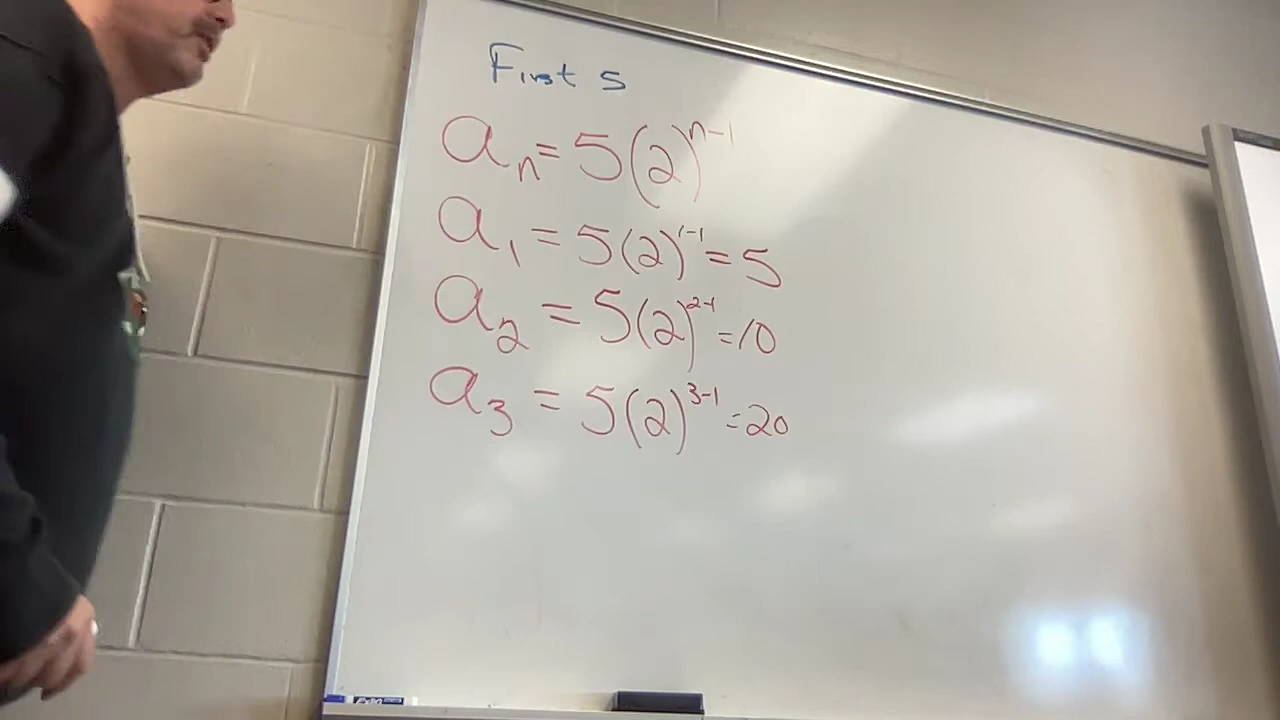 First 5
aₙ = 5(2)ⁿ⁻¹
a₁ = 5(2)¹⁻¹ = 5
a₂ = 5(2)²⁻¹ = 10
a₃ = 5(2)³⁻¹ = 20
EXPO